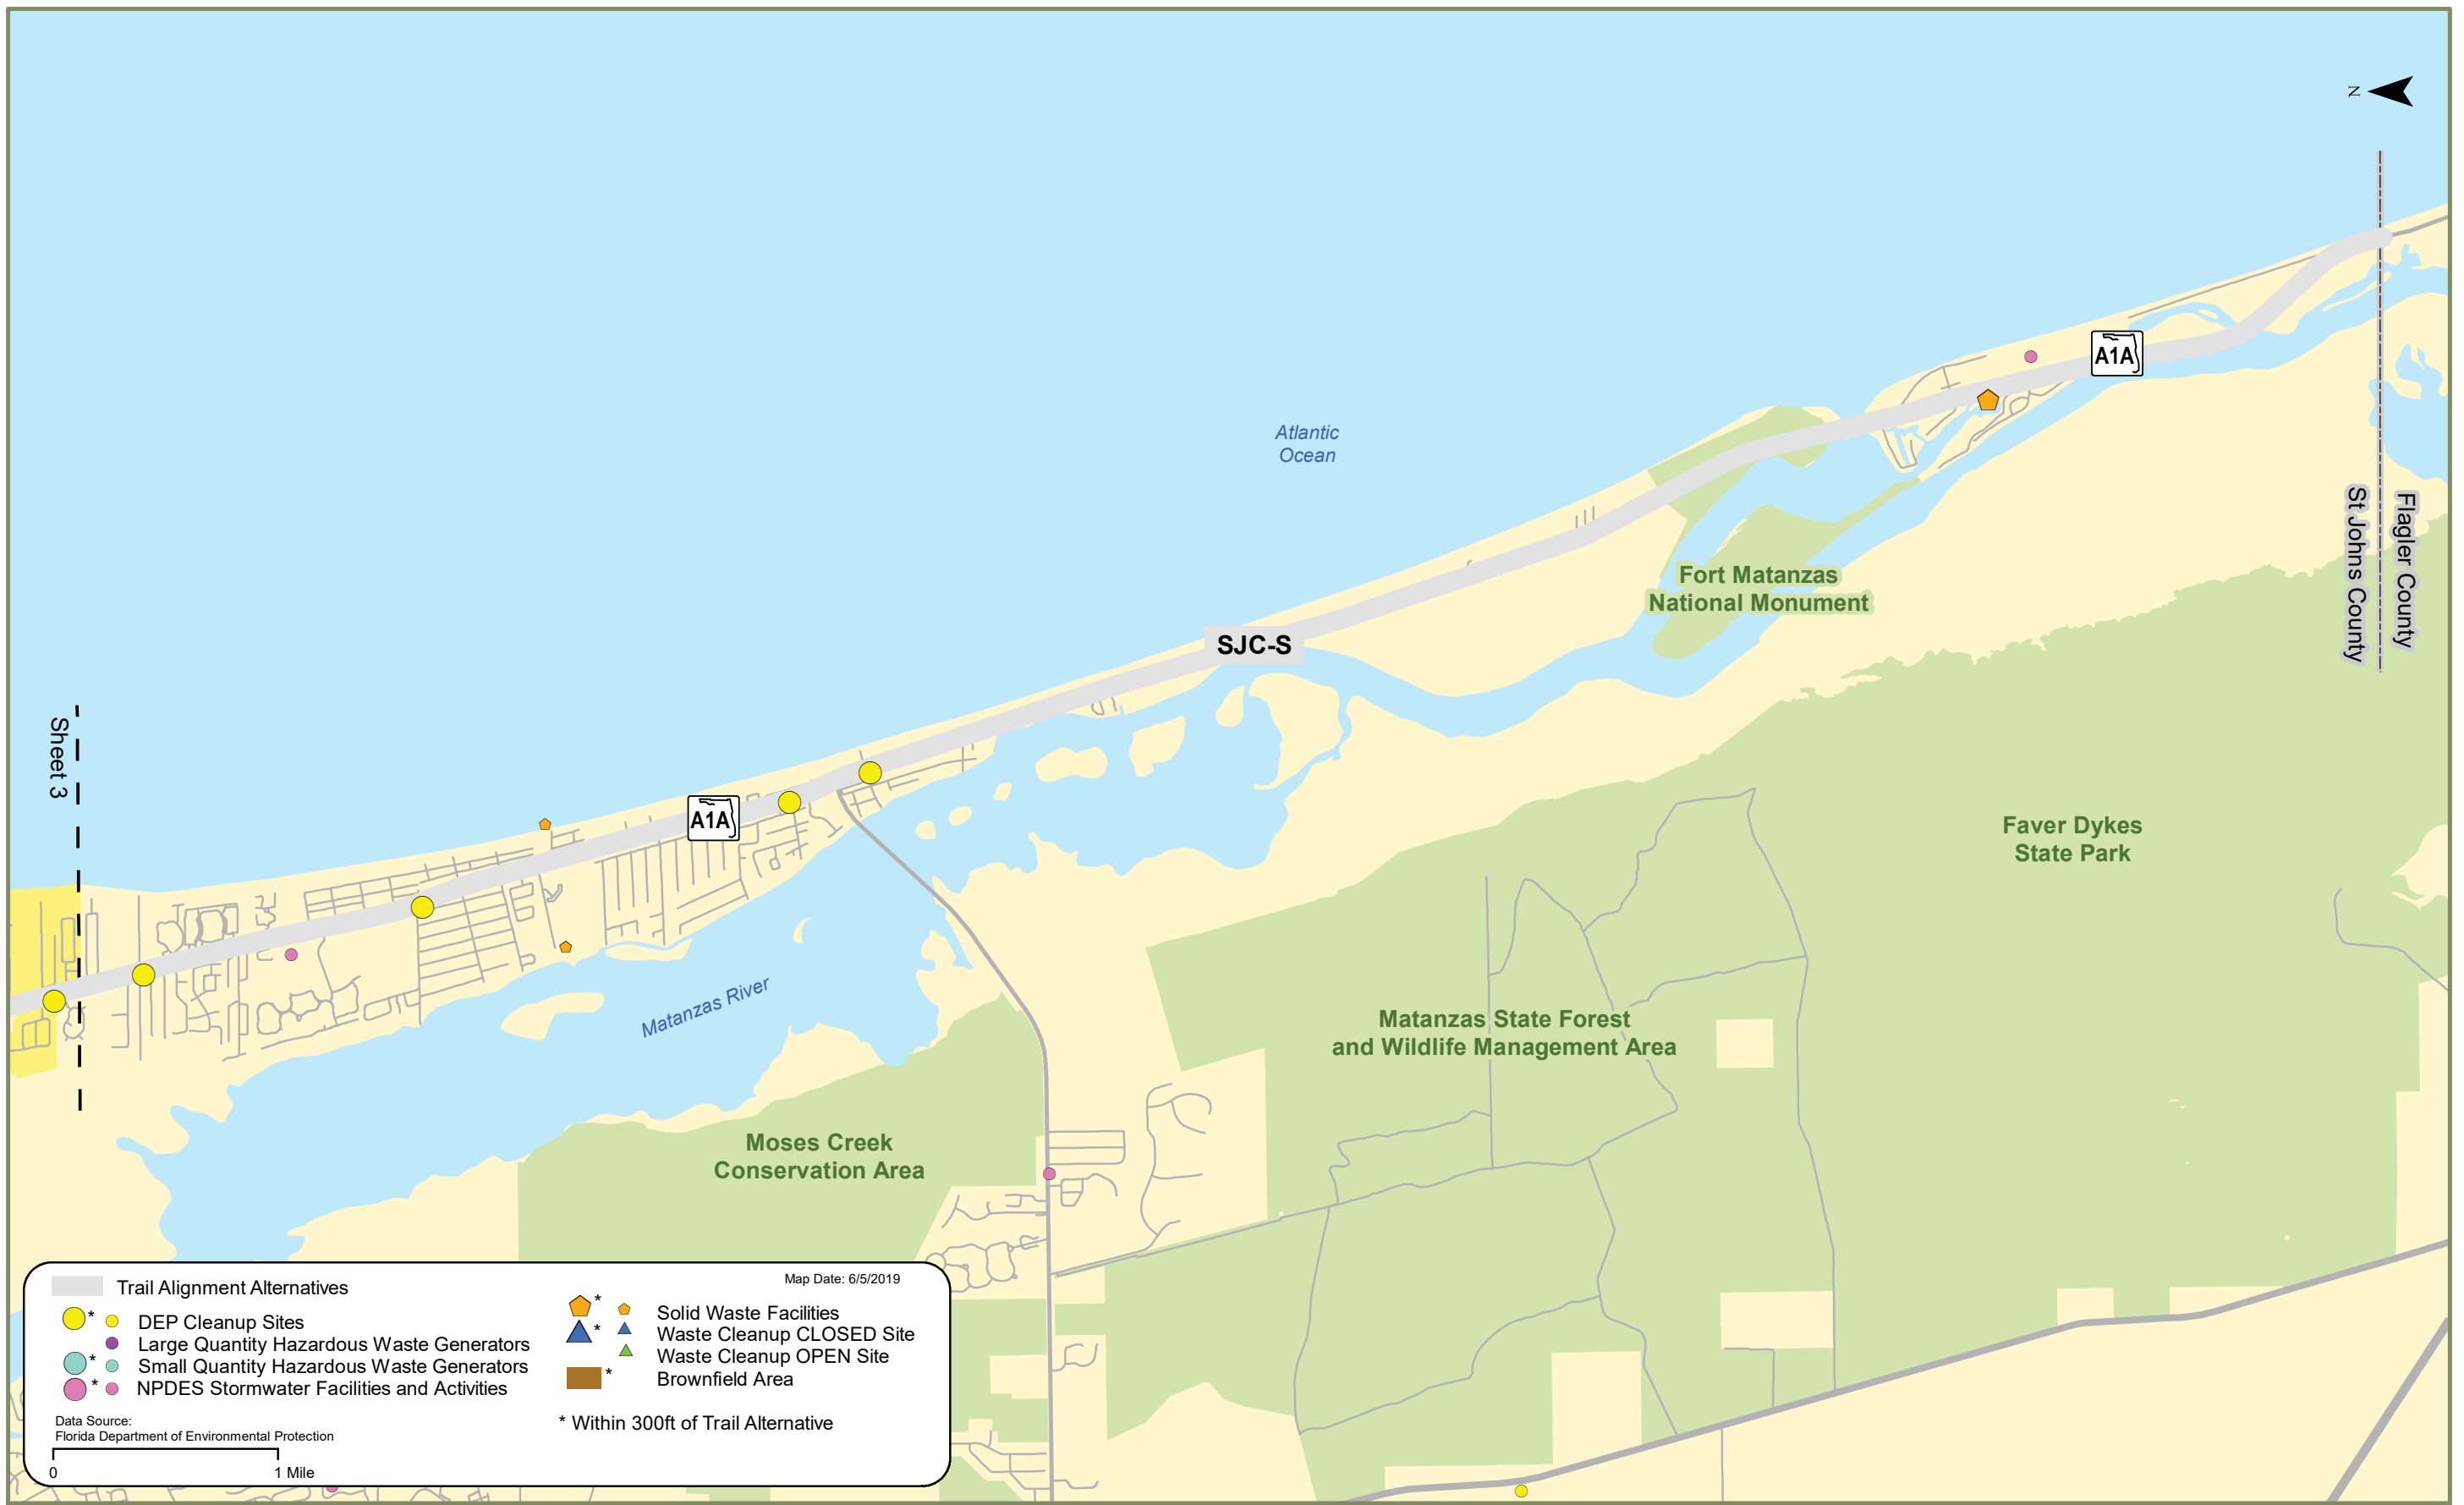 N
Atlantic
Ocean
A1A
St Johns County
Flagler County
Fort Matanzas
National Monument
SJC-S
Sheet 3
A1A
Faver Dykes
State Park
Matanzas River
Matanzas State Forest
and Wildlife Management Area
Moses Creek
Conservation Area
Map Date: 6/5/2019
Trail Alignment Alternatives
* DEP Cleanup Sites
Large Quantity Hazardous Waste Generators
* Small Quantity Hazardous Waste Generators
* NPDES Stormwater Facilities and Activities
* Solid Waste Facilities
* Waste Cleanup CLOSED Site
Waste Cleanup OPEN Site
* Brownfield Area
* Within 300ft of Trail Alternative
Data Source:
Florida Department of Environmental Protection
0 1 Mile